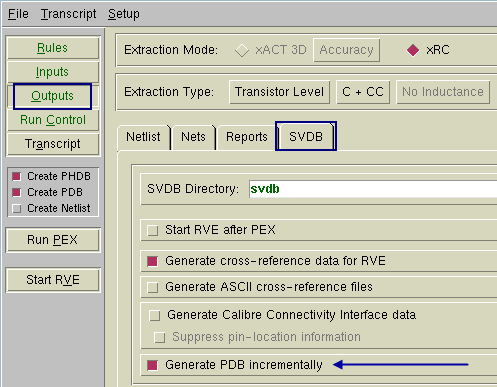 File Transcript Setup
Rules
Inputs
Outputs
Run Control
Transcript
Create PHDB
Create PDB
Create Netlist
Run PEX
Start RVE
Extraction Mode: xACT 3D Accuracy xRC
Extraction Type: Transistor Level C + CC No Inductance
Netlist Nets Reports SVDB
SVDB Directory: svdb
Start RVE after PEX
Generate cross-reference data for RVE
Generate ASCII cross-reference files
Generate Calibre Connectivity Interface data
Suppress pin-location information
Generate PDB incrementally